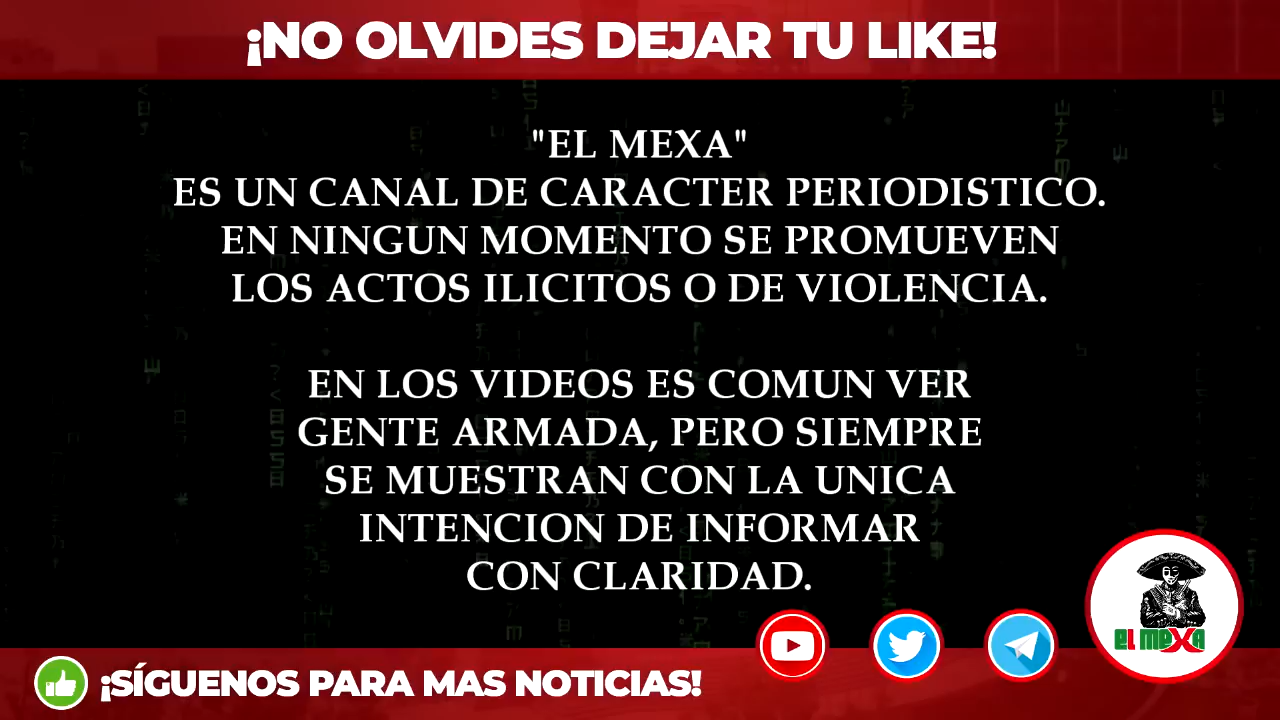 ¡NO OLVIDES DEJAR TU LIKE!
"EL MEXA"
ES UN CANAL DE CARACTER PERIODISTICO.
EN NINGUN MOMENTO SE PROMUEVEN
LOS ACTOS ILICITOS O DE VIOLENCIA.
EN LOS VIDEOS ES COMUN VER
GENTE ARMADA, PERO SIEMPRE
SE MUESTRAN CON LA UNICA
INTENCION DE INFORMAR
CON CLARIDAD.
EL MEXA
¡SÍGUENOS PARA MAS NOTICIAS!